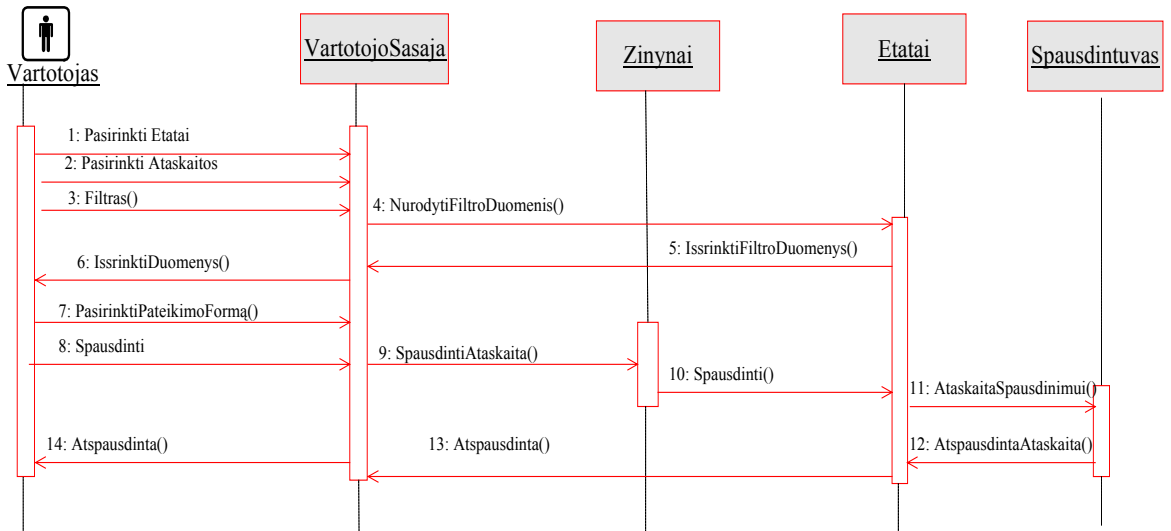 Vartotojas
VartotojoSasaja
Zinynai
Etatai
Spausdintuvas
1: Pasirinkti Etatai
2: Pasirinkti Ataskaitos
3: Filtras()
4: NurodytiFiltroDuomenis()
5: IssrinktiFiltroDuomenys()
6: IssrinktiDuomenys()
7: PasirinktiPateikimoFormą()
8: Spausdinti
9: SpausdintiAtaskaita()
10: Spausdinti()
11: AtaskaitaSpausdinimui()
12: AtspausdintaAtaskaita()
13: Atspausdinta()
14: Atspausdinta()